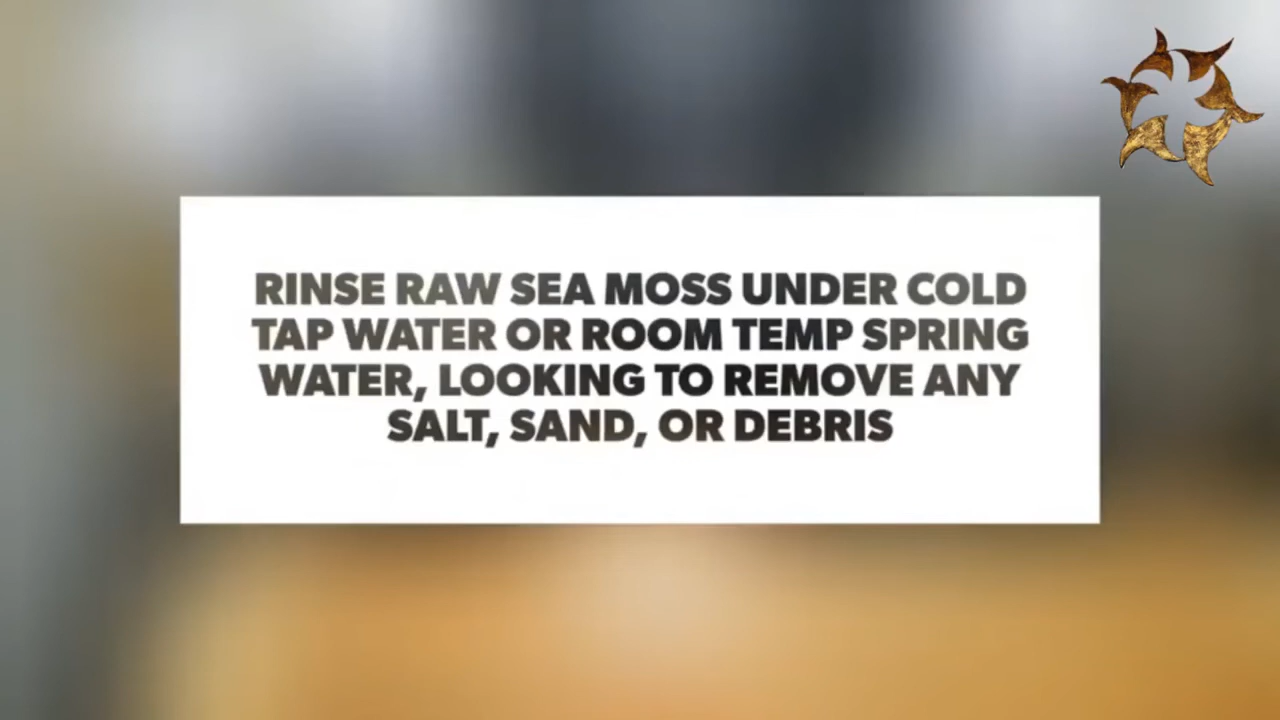 RINSE RAW SEA MOSS UNDER COLD
TAP WATER OR ROOM TEMP SPRING
WATER, LOOKING TO REMOVE ANY
SALT, SAND, OR DEBRIS